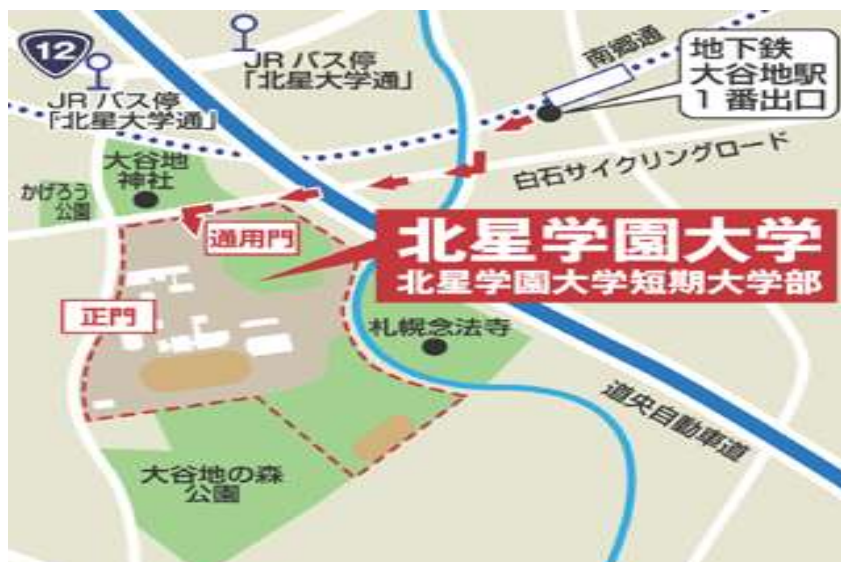 12
JRバス停
「北星大学通」
JRバス停
「北星大学通」
南郷通
地下鉄
大谷地駅
1番出口
大谷地
神社
かげろう
公園
白石サイクリングロード
通用門
北星学園大学
北星学園大学短期大学部
正門
札幌念法寺
道央自動車道
大谷地の森
公園